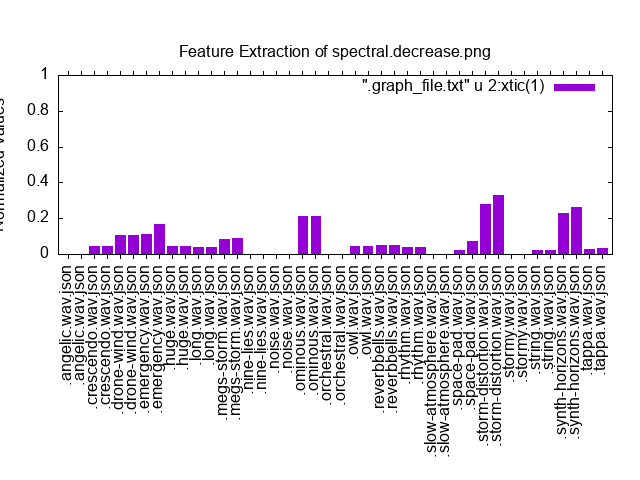 Feature Extraction of spectral.decrease.png
Normalized Values
1
0.8
0.6
0.4
0.2
0
".graph_file.txt" u 2:xtic(1)
.angelic.wav.json
.angelic.wav.json
.crescendo.wav.json
.crescendo.wav.json
.drone-wind.wav.json
.drone-wind.wav.json
.emergency.wav.json
.emergency.wav.json
.huge.wav.json
.huge.wav.json
.long.wav.json
.long.wav.json
.megs-storm.wav.json
.megs-storm.wav.json
.nine-lies.wav.json
.nine-lies.wav.json
.noise.wav.json
.noise.wav.json
.ominous.wav.json
.ominous.wav.json
.orchestral.wav.json
.orchestral.wav.json
.owl.wav.json
.owl.wav.json
.reverbbells.wav.json
.reverbbells.wav.json
.rhythm.wav.json
.rhythm.wav.json
.slow-atmosphere.wav.json
.slow-atmosphere.wav.json
.space-pad.wav.json
.space-pad.wav.json
.storm-distortion.wav.json
.storm-distortion.wav.json
.stormy.wav.json
.stormy.wav.json
.string.wav.json
.string.wav.json
.synth-horizons.wav.json
.synth-horizons.wav.json
.tappa.wav.json
.tappa.wav.json